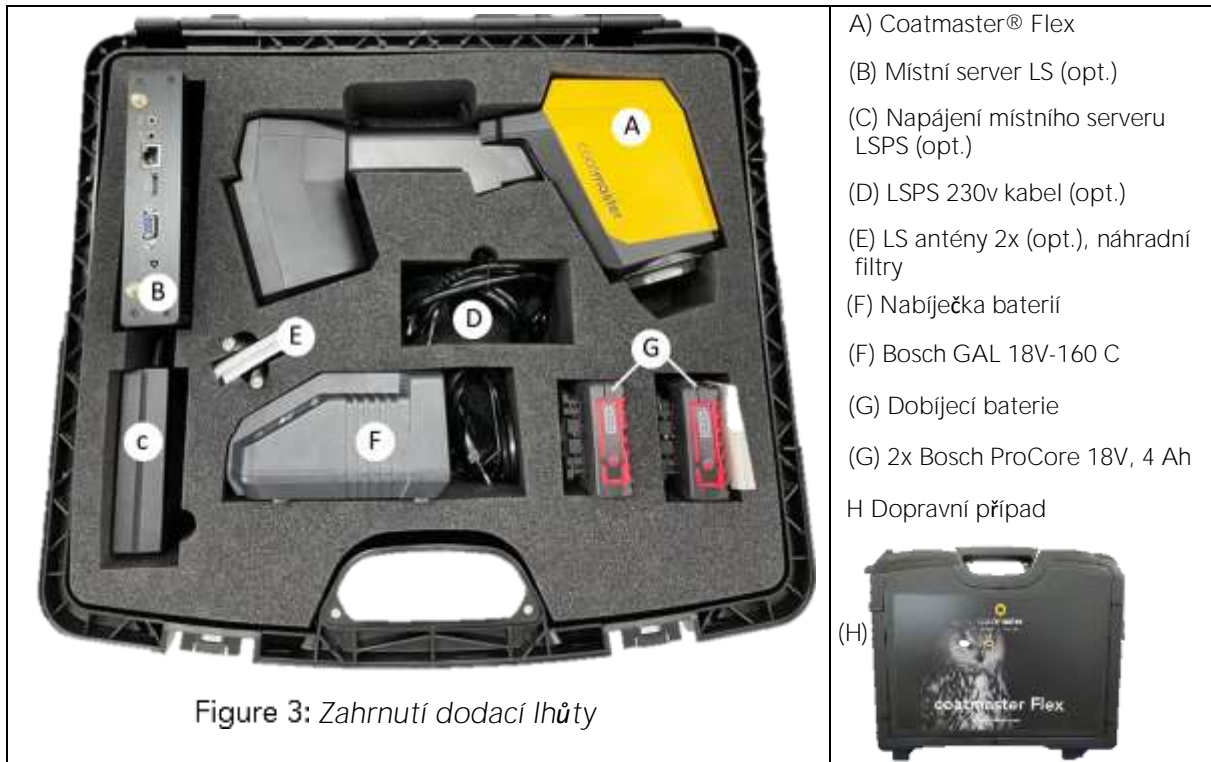 A
B
C
D
E
F
G
coatmaster
Figure 3: Zahrnutí dodací lhůty
A) Coatmaster® Flex
(B) Místní server LS (opt.)
(C) Napájení místního serveru
LSPS (opt.)
(D) LSPS 230v kabel (opt.)
(E) LS antény 2x (opt.), náhradní
filtry
(F) Nabíječka baterií
(F) Bosch GAL 18V-160 C
(G) Dobíjecí baterie
(G) 2x Bosch ProCore 18V, 4 Ah
H Dopravní případ
(H)
coatmaster
coatmaster Flex